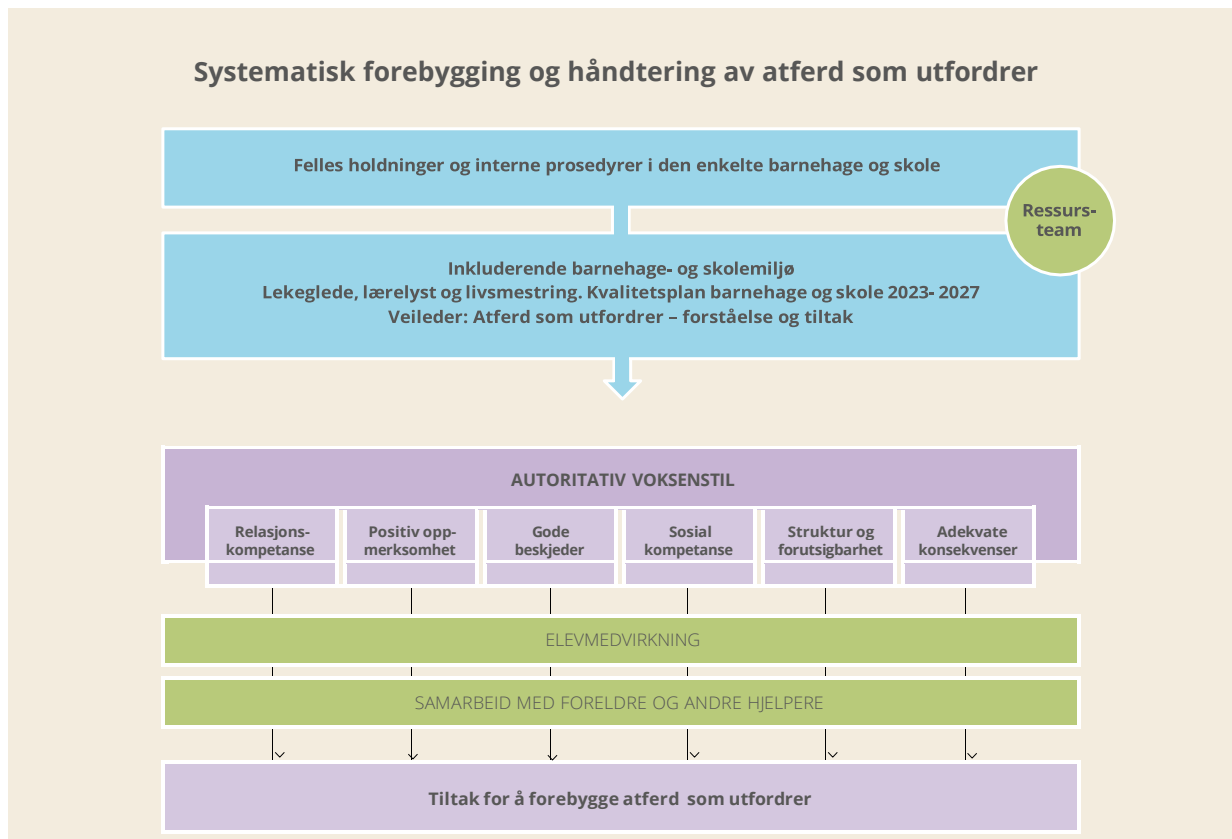 Systematisk forebygging og håndtering av atferd som utfordrer
Felles holdninger og interne prosedyrer i den enkelte barnehage og skole
Ressurs-
team
Inkluderende barnehage- og skolemiljø
Lekeglede, lærelyst og livsmestring. Kvalitetsplan barnehage og skole 2023- 2027
Veileder: Atferd som utfordrer – forståelse og tiltak
AUTORITATIV VOKSENSTIL
Relasjons-
kompetanse
Positiv opp-
merksomhet
Gode
beskjeder
Sosial
kompetanse
Struktur og
forutsigbarhet
Adekvate
konsekvenser
ELEVMEDVIRKNING
SAMARBEID MED FORELDRE OG ANDRE HJELPERE
Tiltak for å forebygge atferd som utfordrer